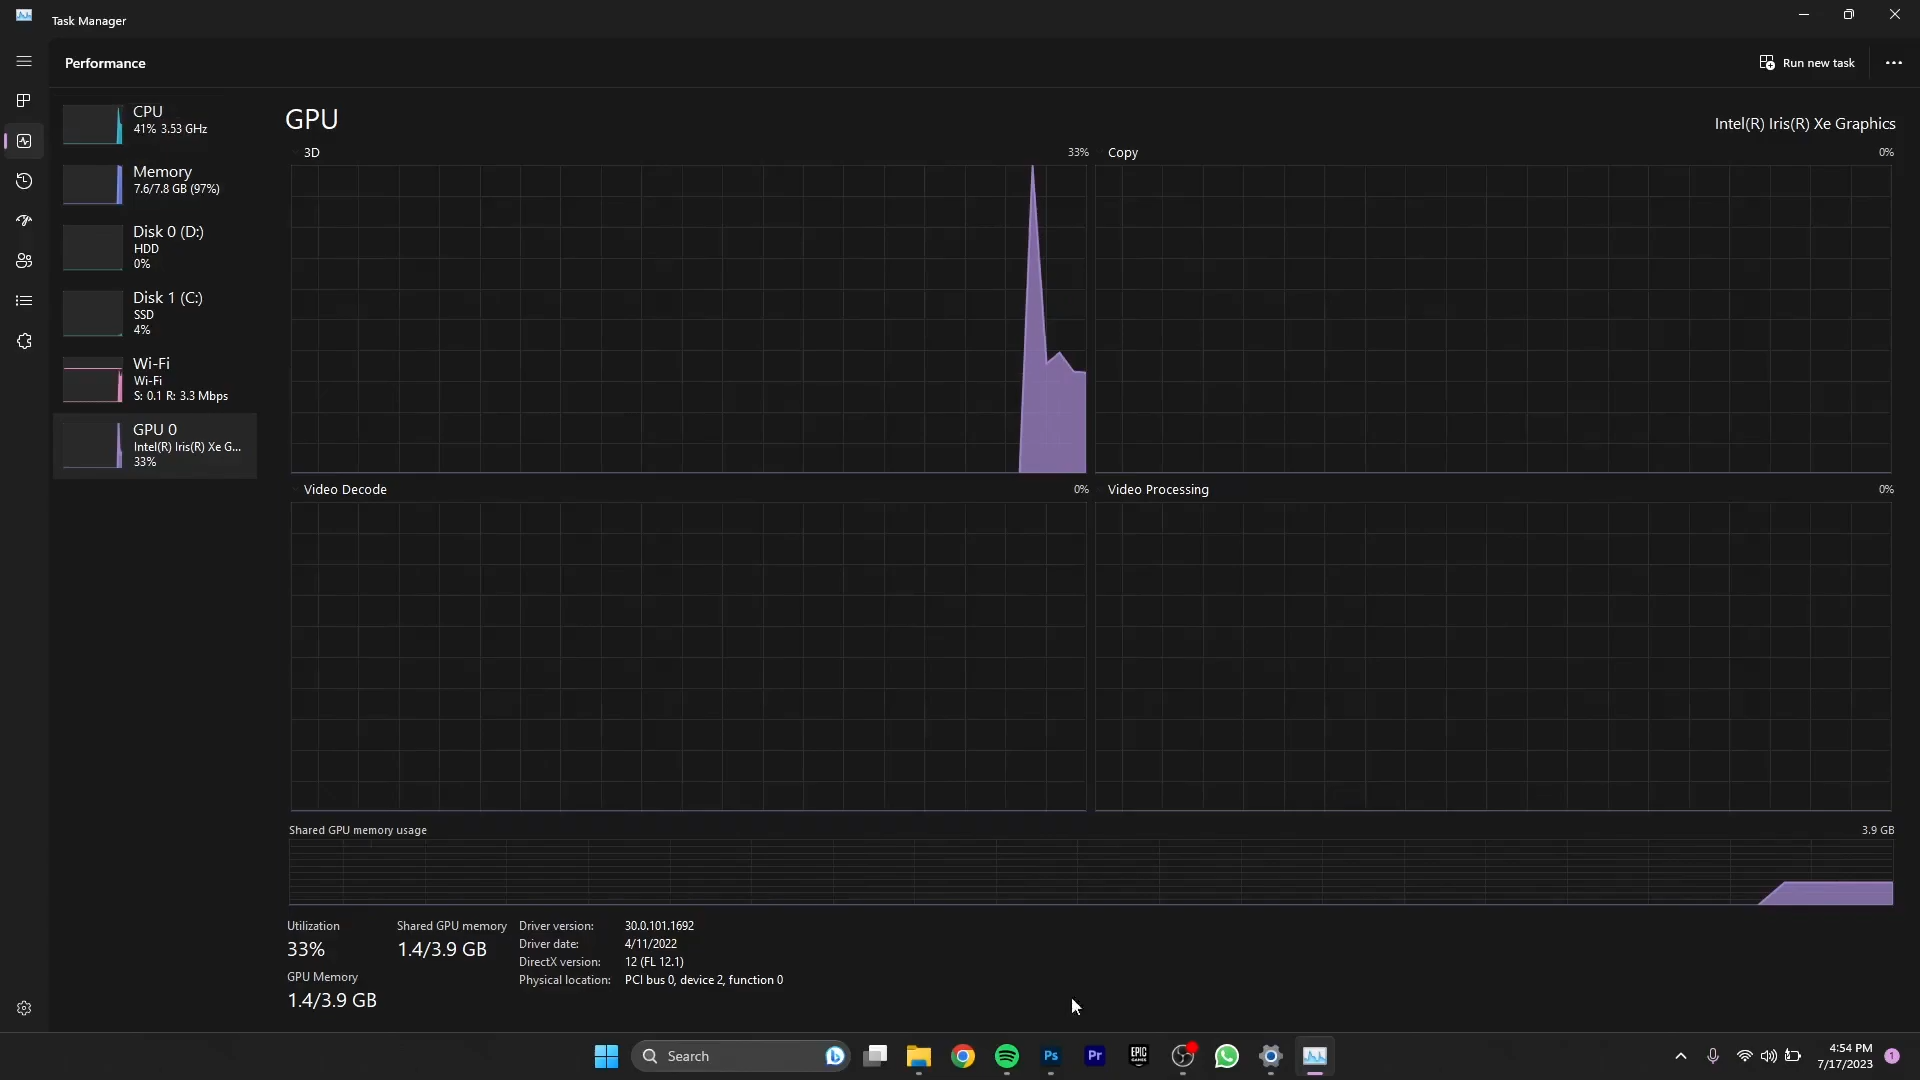 Task Manager
Performance
Run new task
CPU
41% 3.53 GHz
Memory
7.6/7.8 GB (97%)
Disk 0 (D:)
HDD
0%
Disk 1 (C:)
SSD
4%
Wi-Fi
Wi-Fi
S: 0.1 R: 3.3 Mbps
GPU 0
Intel(R) Iris(R) Xe G...
33%
GPU
Intel(R) Iris(R) Xe Graphics
3D 33%
Copy 0%
Video Decode 0%
Video Processing 0%
Shared GPU memory usage 3.9 GB
Utilization
33%
Shared GPU memory
1.4/3.9 GB
GPU Memory
1.4/3.9 GB
Driver version: 30.0.101.1692
Driver date: 4/11/2022
DirectX version: 12 (FL 12.1)
Physical location: PCI bus 0, device 2, function 0
Search
Ps
Pr
EPIC
GAMES
4:54 PM
7/17/2023
1